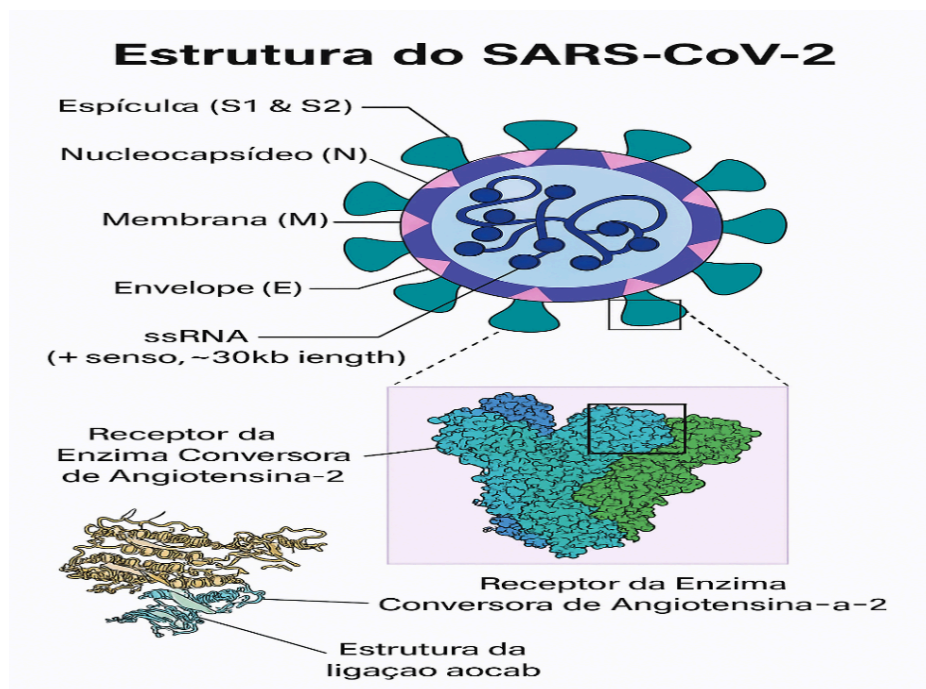 Estrutura do SARS-CoV-2
Espículca (S1 & S2)
Nucleocapsídeo (N)
Membrana (M)
Envelope (E)
ssRNA
(+ senso, ~30kb iength)
Receptor da
Enzima Conversora
de Angiotensina-2
Receptor da Enzima
Conversora de Angiotensina-a-2
Estrutura da
ligaçao aocab